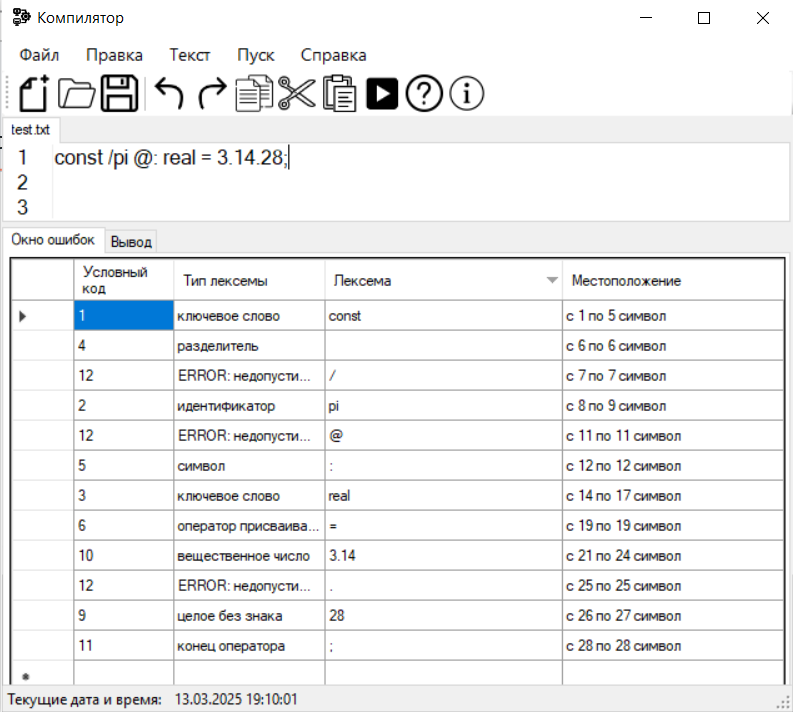 Компилятор
Файл Правка Текст Пуск Справка
test.txt
1 const /pi @: real = 3.14.28;
2
3
Окно ошибок Вывод
Условный код Тип лексемы Лексема Местоположение
1 ключевое слово const с 1 по 5 символ
4 разделитель с 6 по 6 символ
12 ERROR: недопусти... / с 7 по 7 символ
2 идентификатор pi с 8 по 9 символ
12 ERROR: недопусти... @ с 11 по 11 символ
5 символ : с 12 по 12 символ
3 ключевое слово real с 14 по 17 символ
6 оператор присваива... = с 19 по 19 символ
10 вещественное число 3.14 с 21 по 24 символ
12 ERROR: недопусти... . с 25 по 25 символ
9 целое без знака 28 с 26 по 27 символ
11 конец оператора ; с 28 по 28 символ
Текущие дата и время: 13.03.2025 19:10:01